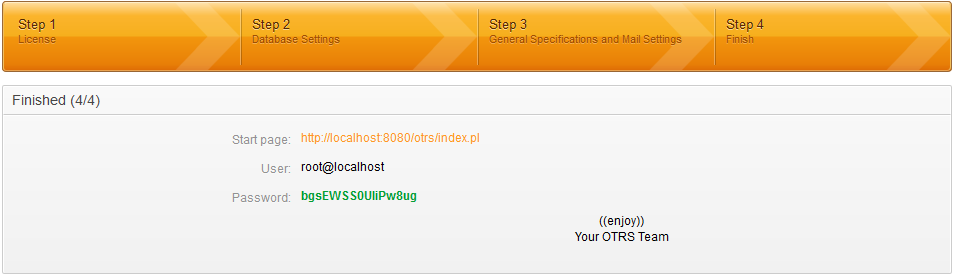 Step 1
License
Step 2
Database Settings
Step 3
General Specifications and Mail Settings
Step 4
Finish
Finished (4/4)
Start page: http://localhost:8080/otrs/index.pl
User: root@localhost
Password: bgsEWSS0UliPw8ug
((enjoy))
Your OTRS Team